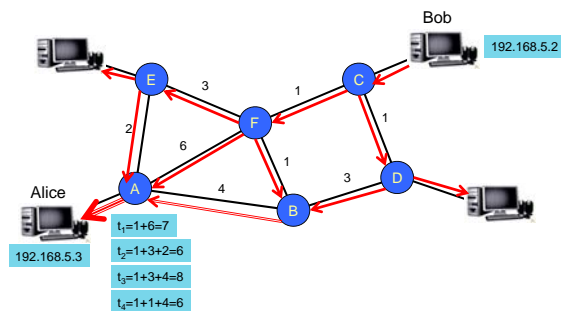 Bob
192.168.5.2
E
3
1
C
F
2
6
1
1
3
D
Alice
A
4
B
192.168.5.3
t₁=1+6=7
t₂=1+3+2=6
t₃=1+3+4=8
t₄=1+1+4=6